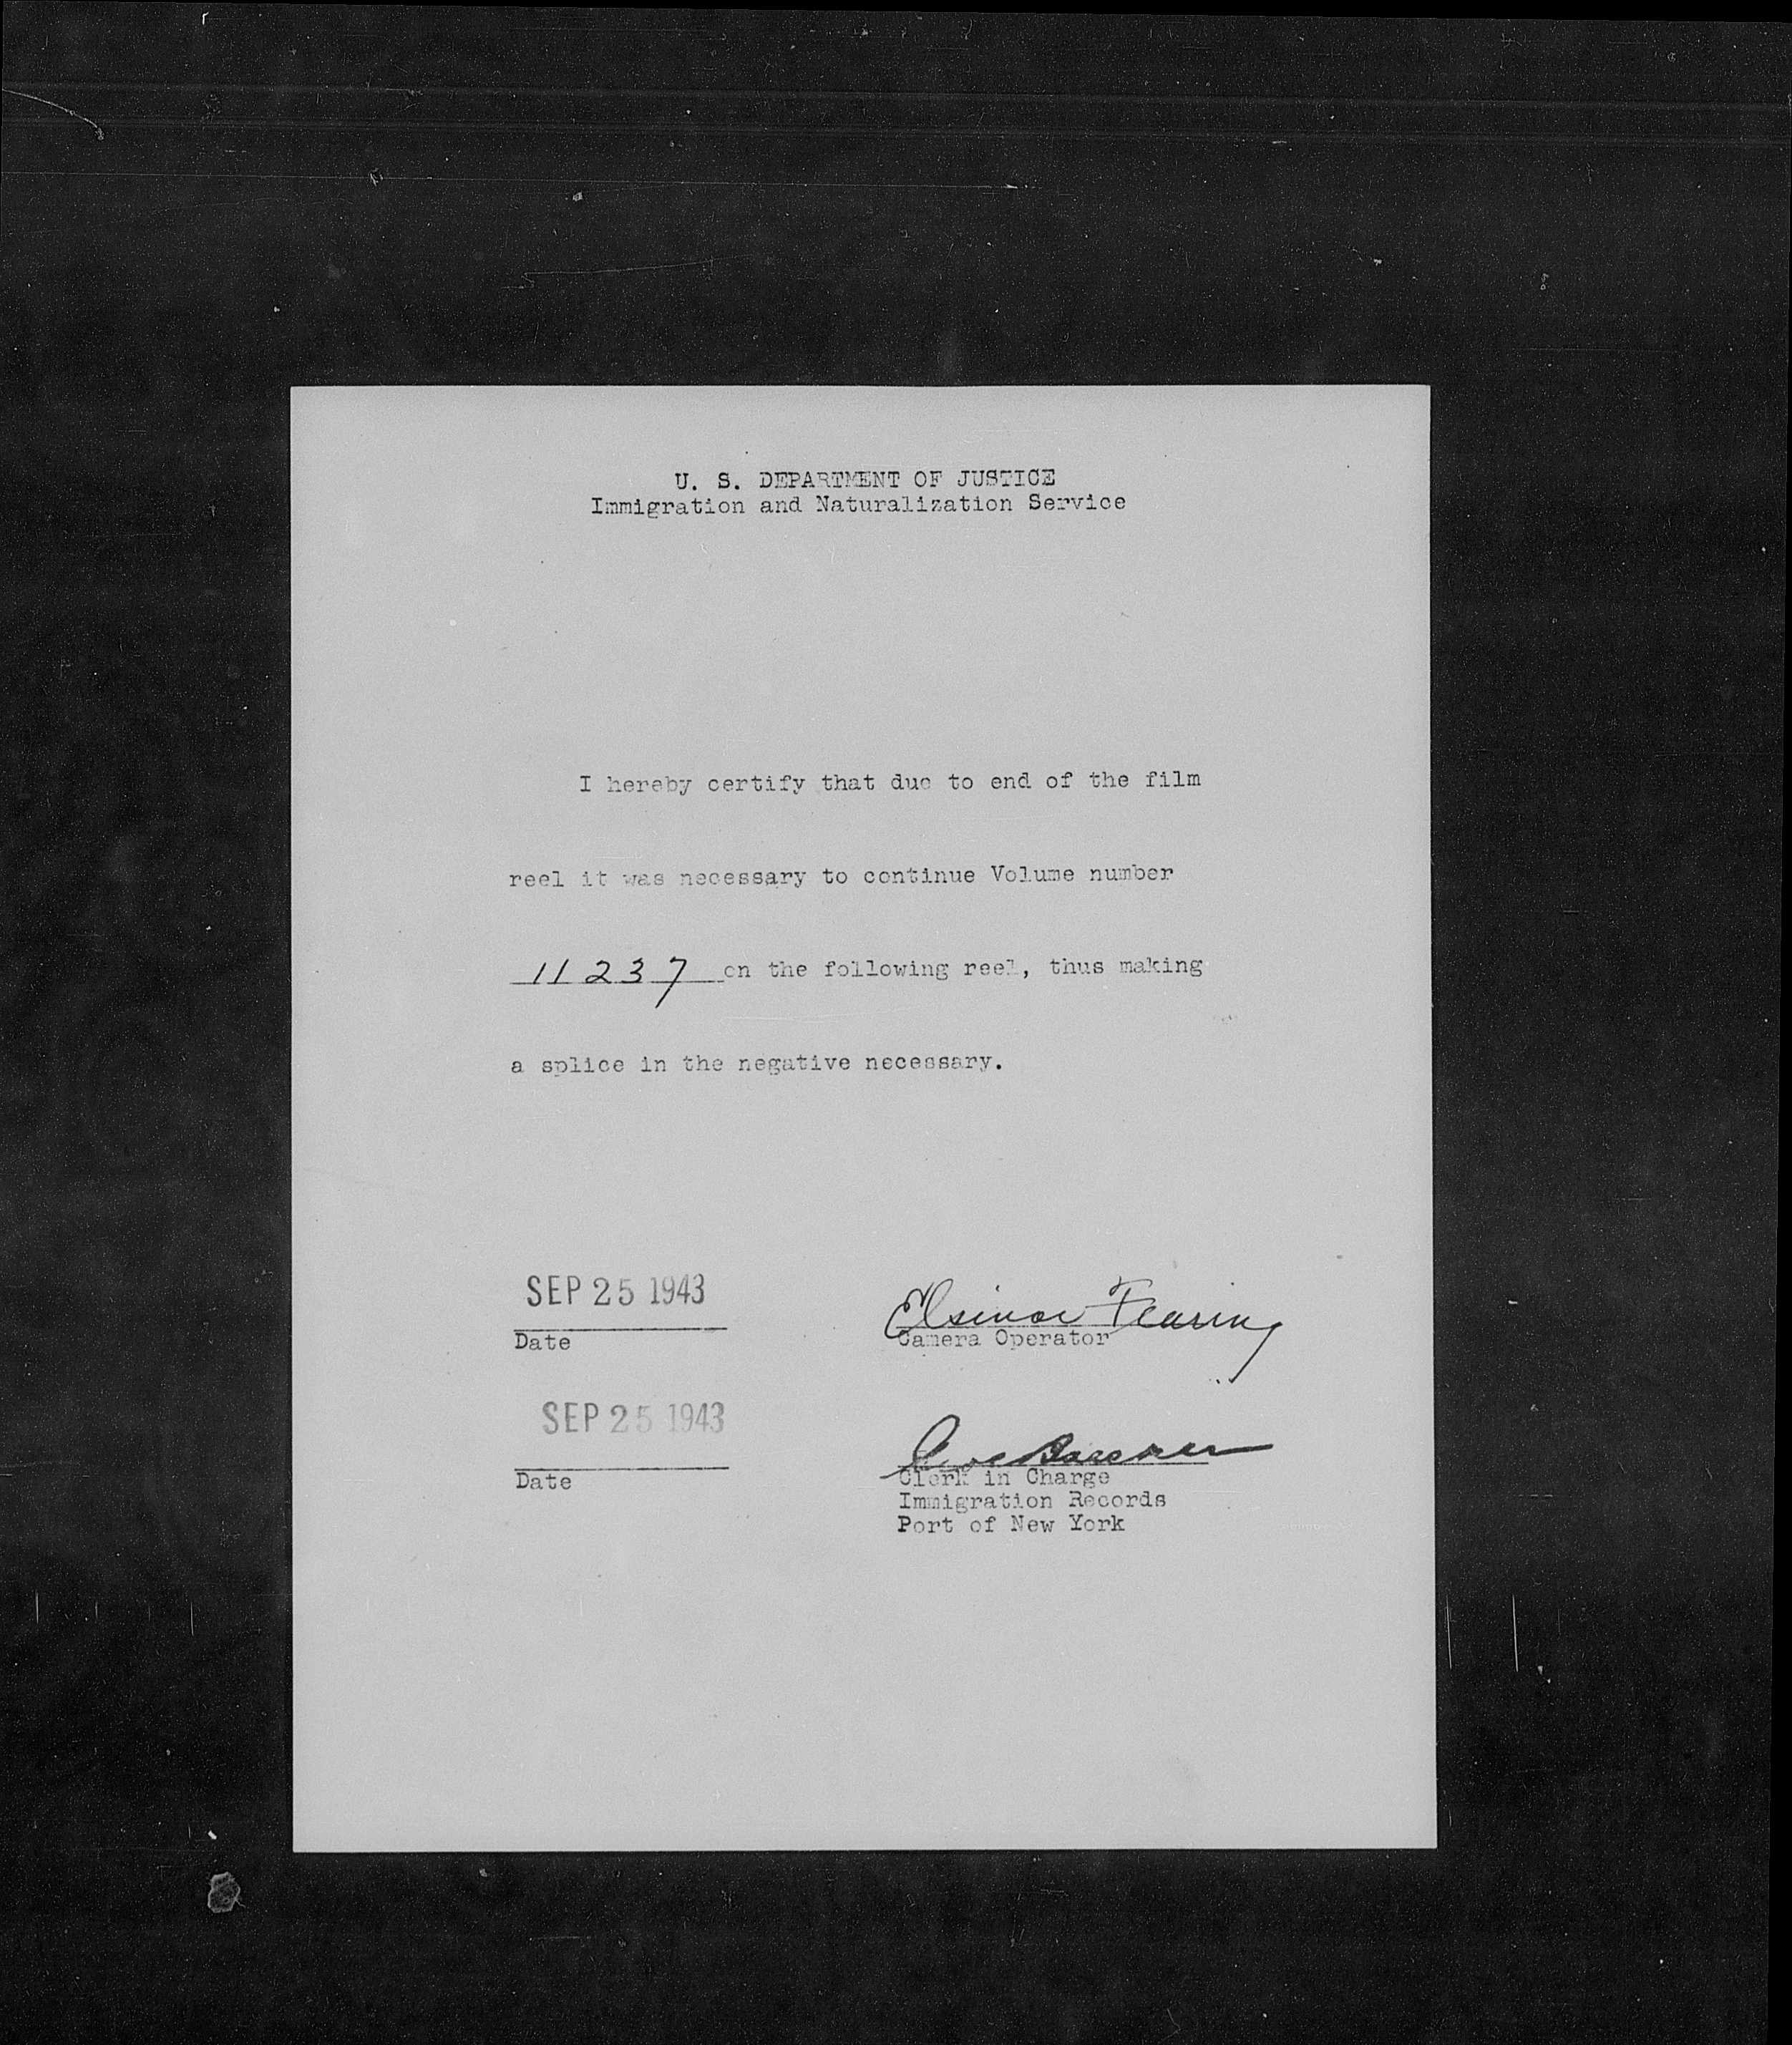 U. S. DEPARTMENT OF JUSTICE
Immigration and Naturalization Service
I hereby certify that due to end of the film
reel it was necessary to continue Volume number
11237 on the following reel, thus making
a splice in the negative necessary.
SEP 25 1943
Date
Elsinor Fearing
Camera Operator
SEP 25 1943
Date
Clerk in Charge
Immigration Records
Port of New York